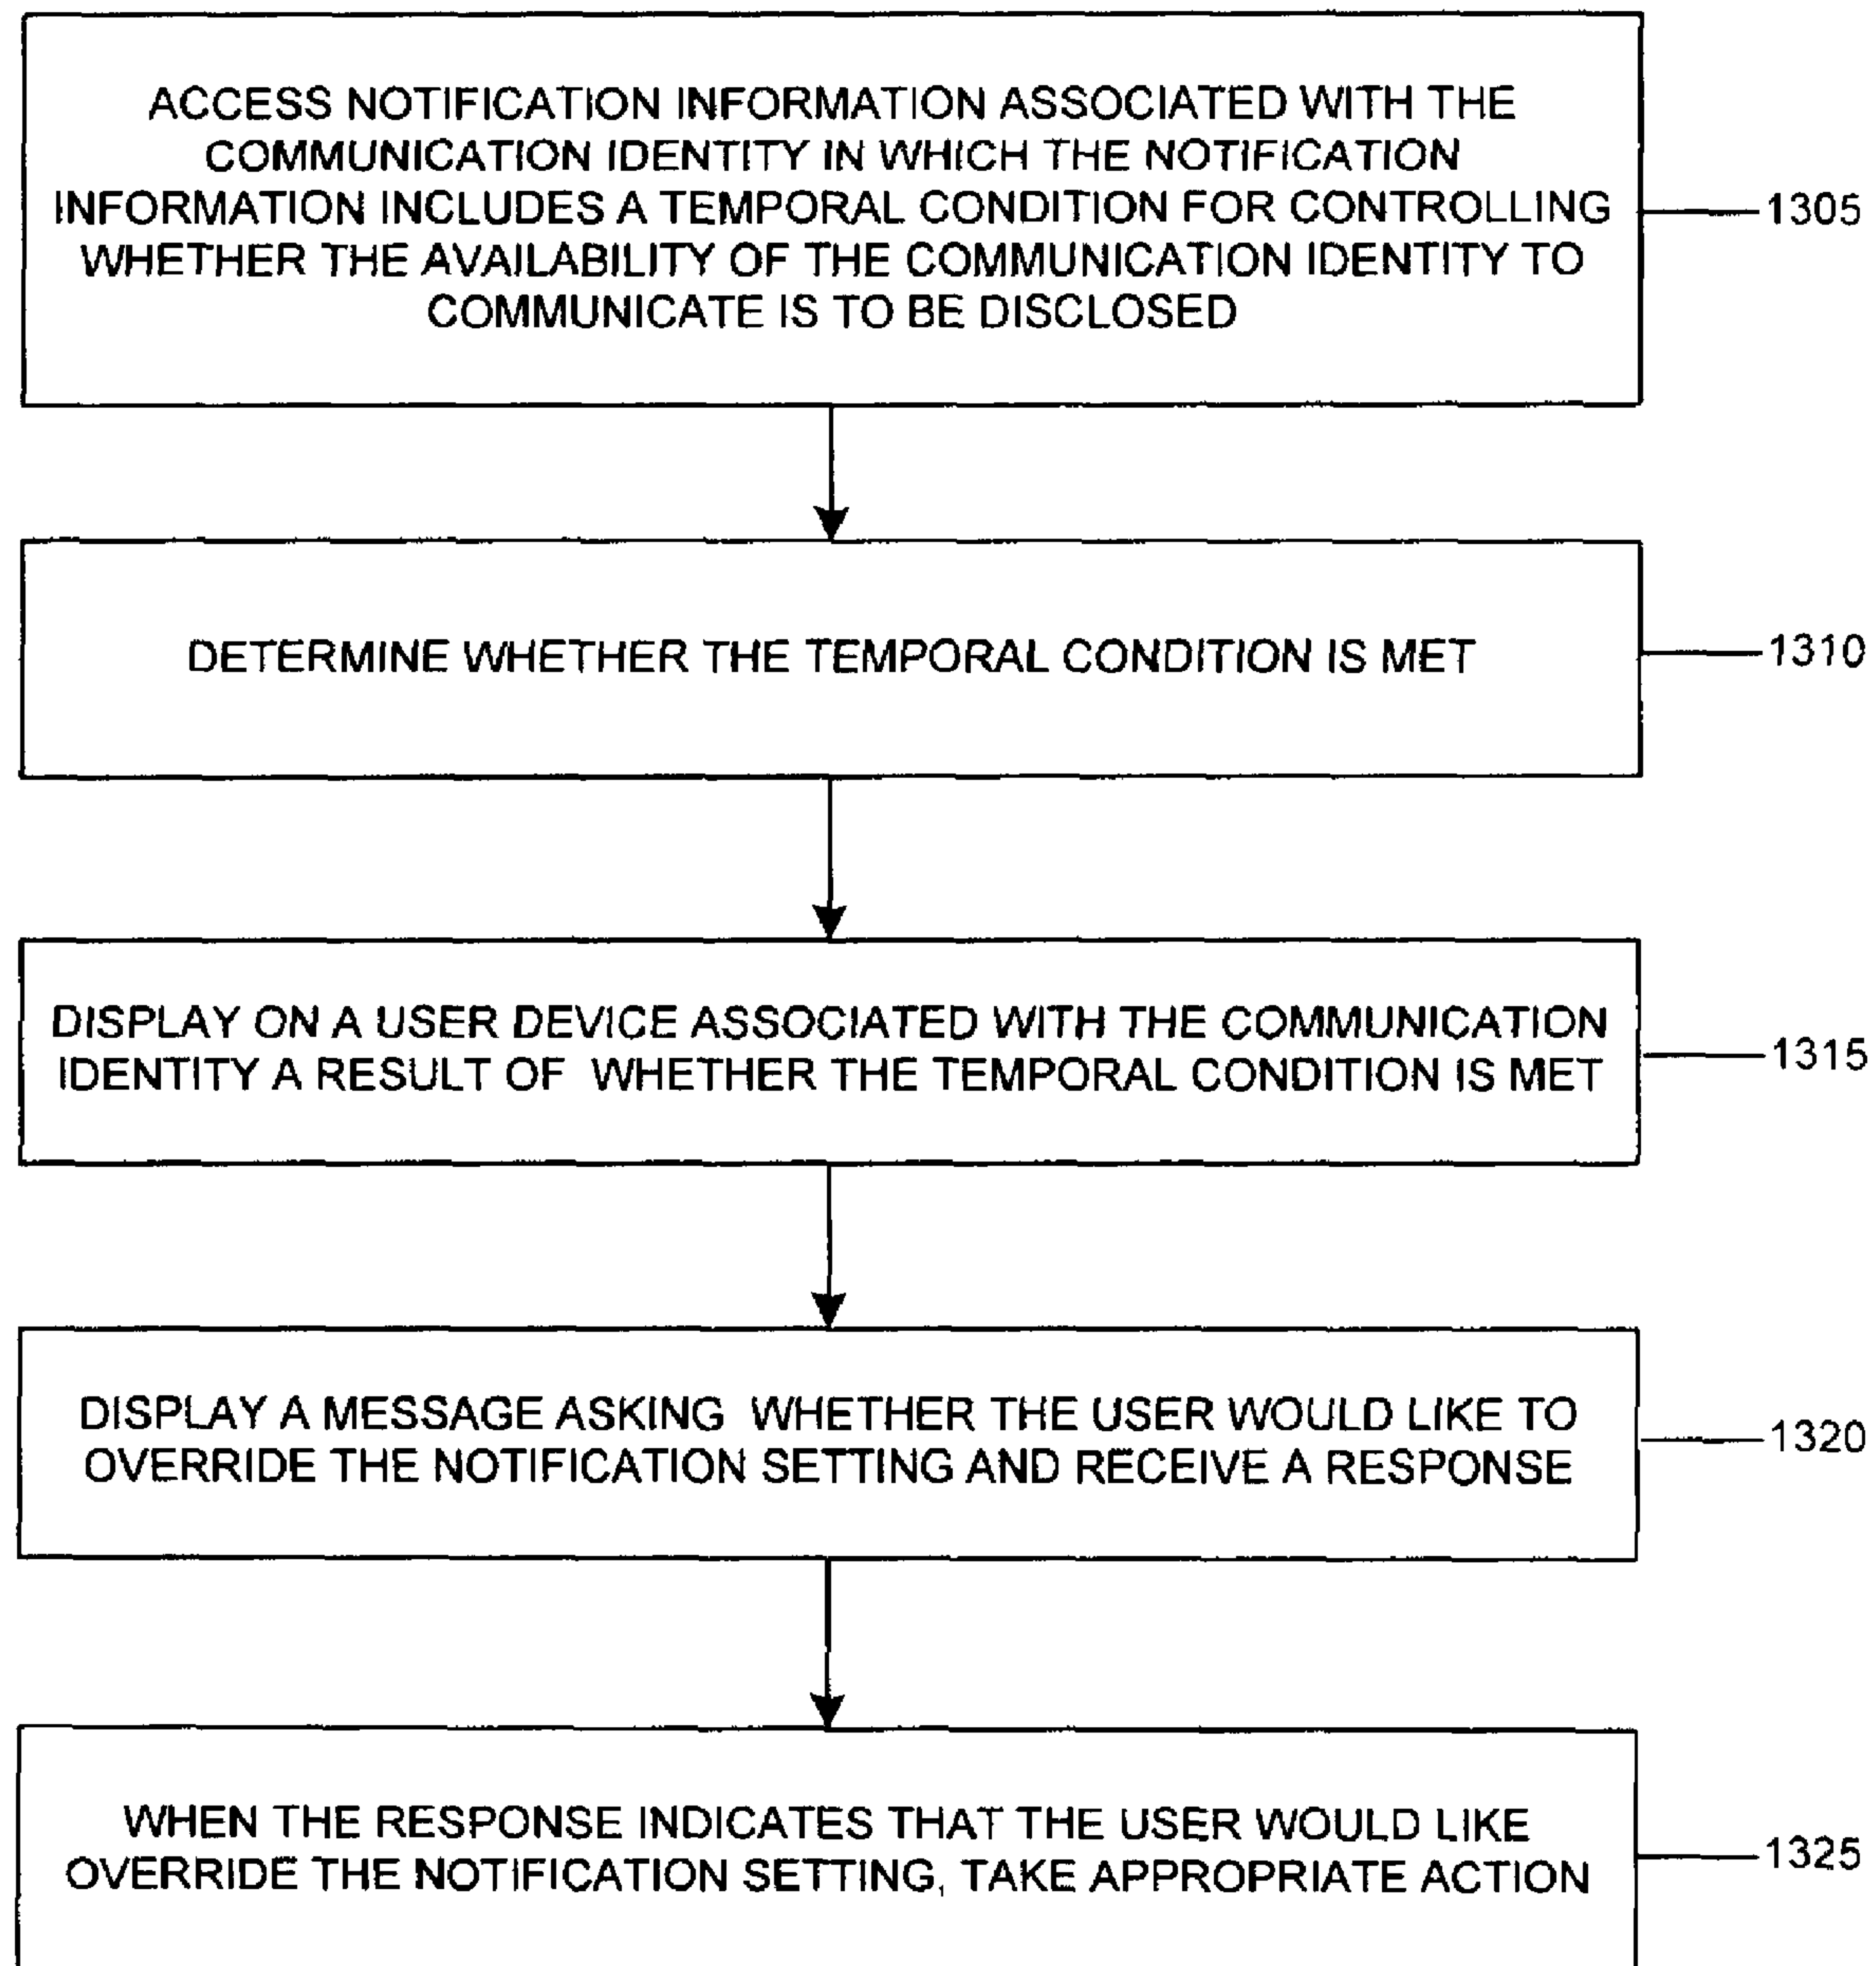 ACCESS NOTIFICATION INFORMATION ASSOCIATED WITH THE
COMMUNICATION IDENTITY IN WHICH THE NOTIFICATION
INFORMATION INCLUDES A TEMPORAL CONDITION FOR CONTROLLING
WHETHER THE AVAILABILITY OF THE COMMUNICATION IDENTITY TO
COMMUNICATE IS TO BE DISCLOSED
1305
DETERMINE WHETHER THE TEMPORAL CONDITION IS MET
1310
DISPLAY ON A USER DEVICE ASSOCIATED WITH THE COMMUNICATION
IDENTITY A RESULT OF WHETHER THE TEMPORAL CONDITION IS MET
1315
DISPLAY A MESSAGE ASKING WHETHER THE USER WOULD LIKE TO
OVERRIDE THE NOTIFICATION SETTING AND RECEIVE A RESPONSE
1320
WHEN THE RESPONSE INDICATES THAT THE USER WOULD LIKE
OVERRIDE THE NOTIFICATION SETTING, TAKE APPROPRIATE ACTION
1325